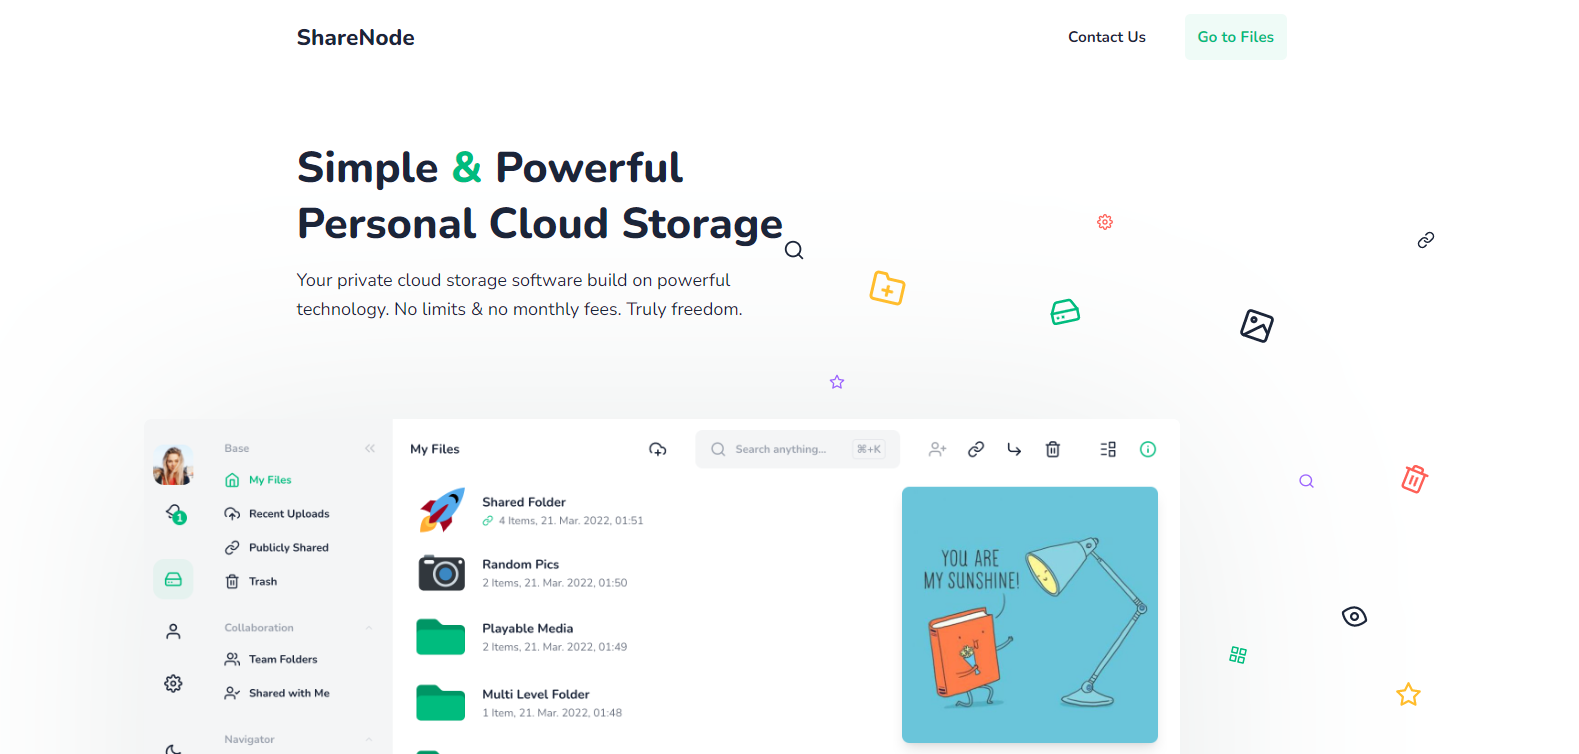 ShareNode
Contact Us
Go to Files
Simple & Powerful
Personal Cloud Storage
Your private cloud storage software build on powerful
technology. No limits & no monthly fees. Truly freedom.
Base
My Files
Recent Uploads
Publicly Shared
Trash
Collaboration
Team Folders
Shared with Me
Navigator
1
My Files
Search anything...
⌘+K
Shared Folder
4 Items, 21. Mar. 2022, 01:51
Random Pics
2 Items, 21. Mar. 2022, 01:50
Playable Media
2 Items, 21. Mar. 2022, 01:49
Multi Level Folder
1 Item, 21. Mar. 2022, 01:48
YOU ARE
MY SUNSHINE!